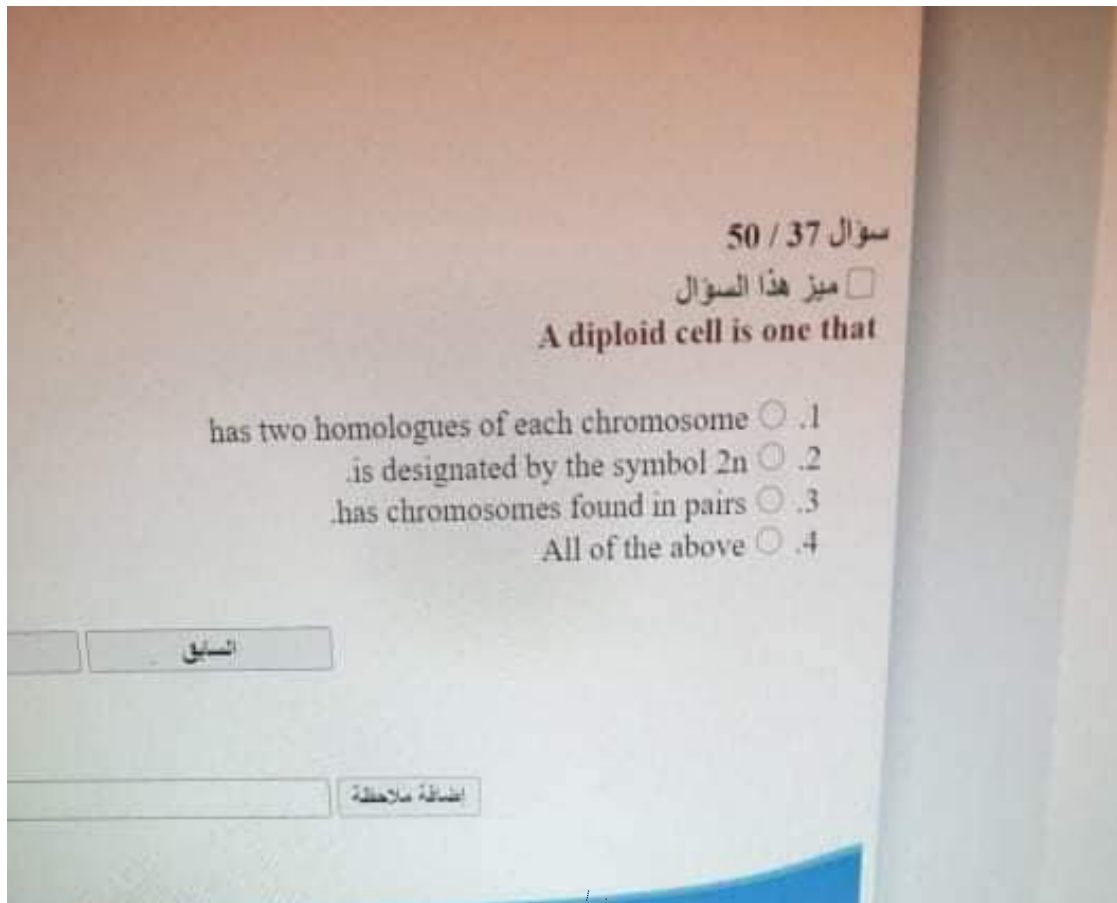 سؤال 37 / 50
ميز هذا السؤال
A diploid cell is one that
1. has two homologues of each chromosome
2. is designated by the symbol 2n.
3. has chromosomes found in pairs.
4. All of the above
السابق
إضافة ملاحظة